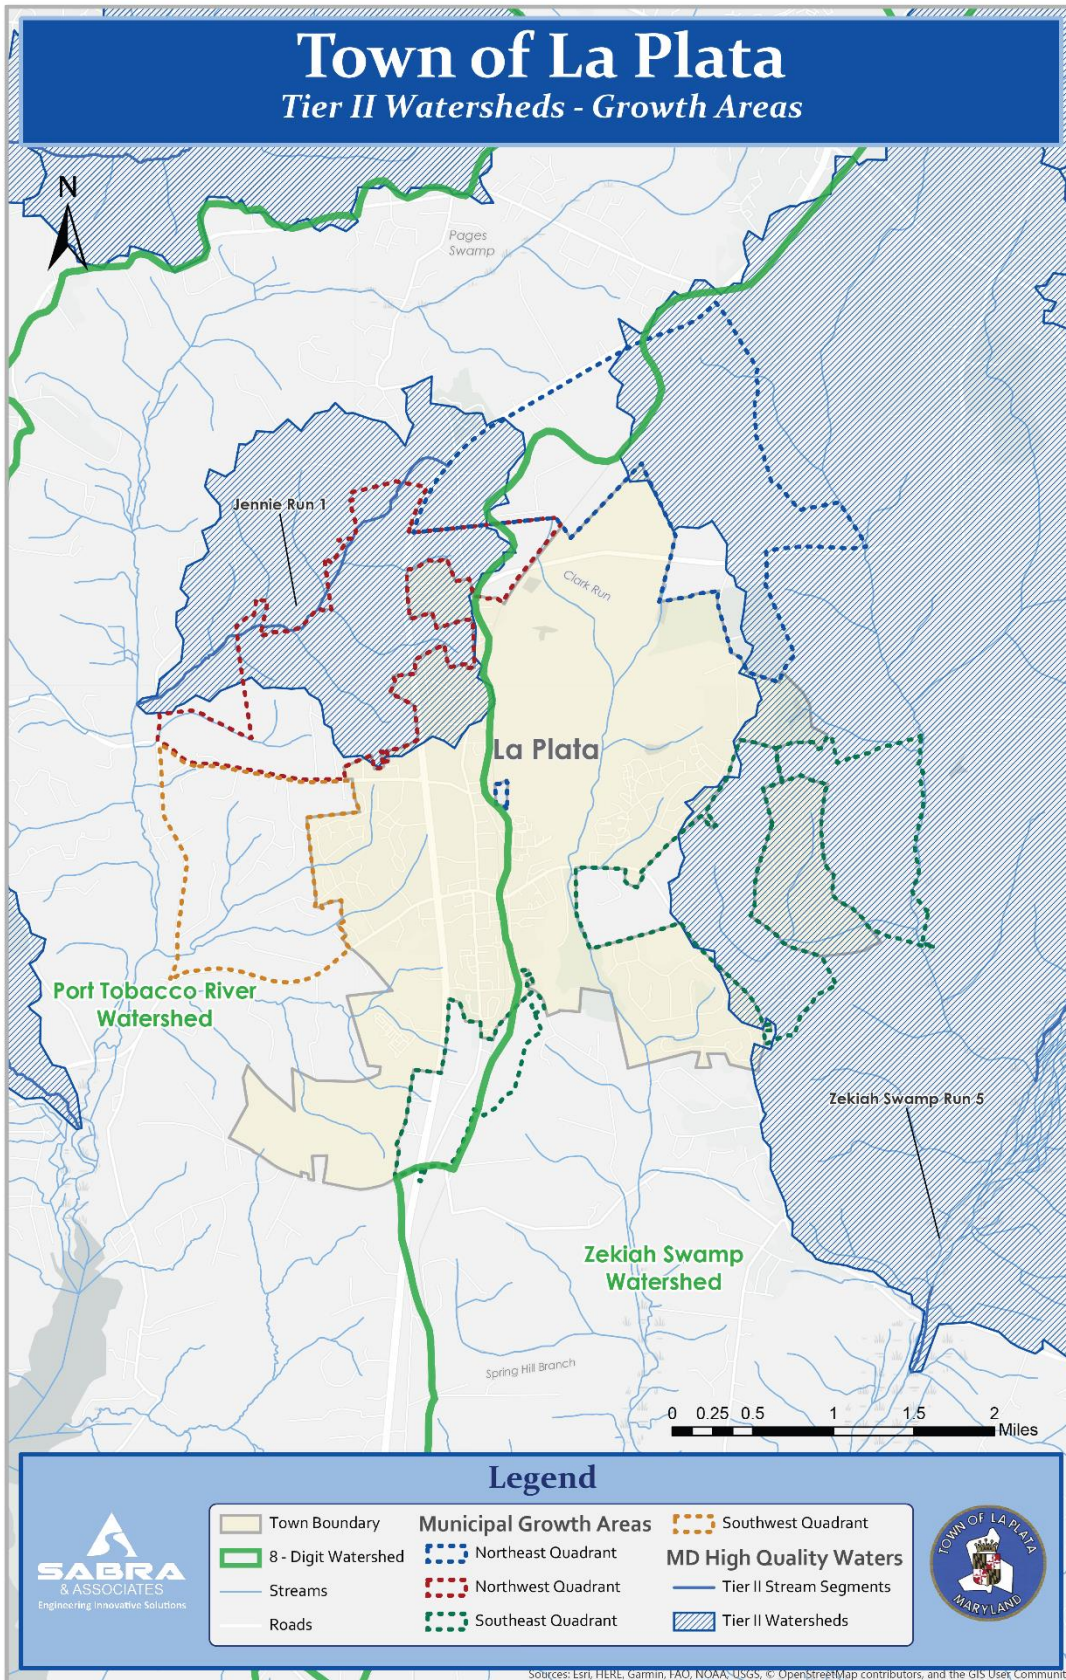 Town of La Plata
Tier II Watersheds - Growth Areas
N
Pages
Swamp
Jennie Run 1
Clark Run
La Plata
Port Tobacco River
Watershed
Zekiah Swamp Run 5
Zekiah Swamp
Watershed
Spring Hill Branch
0 0.25 0.5 1 1.5 2
Miles
Legend
SABRA
& ASSOCIATES
Engineering Innovative Solutions
Town Boundary
8 - Digit Watershed
Streams
Roads
Municipal Growth Areas
Northeast Quadrant
Northwest Quadrant
Southeast Quadrant
Southwest Quadrant
MD High Quality Waters
Tier II Stream Segments
Tier II Watersheds
TOWN OF LA PLATA
MARYLAND
Sources: Esri, HERE, Garmin, FAO, NOAA, USGS, © OpenStreetMap contributors, and the GIS User Communit